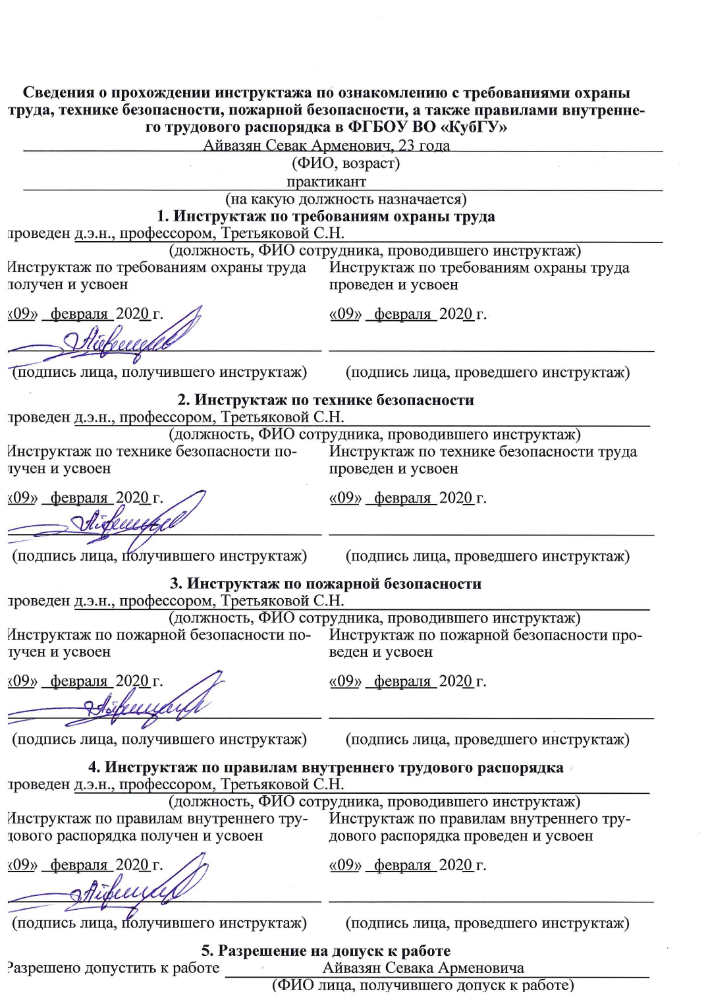 Сведения о прохождении инструктажа по ознакомлению с требованиями охраны
труда, технике безопасности, пожарной безопасности, а также правилами внутренне-
го трудового распорядка в ФГБОУ ВО «КубГУ»
Айвазян Севак Арменович, 23 года
(ФИО, возраст)
практикант
(на какую должность назначается)
1. Инструктаж по требованиям охраны труда
проведен д.э.н., профессором, Третьяковой С.Н.
(должность, ФИО сотрудника, проводившего инструктаж)
Инструктаж по требованиям охраны труда
получен и усвоен
Инструктаж по требованиям охраны труда
проведен и усвоен
«09» февраля 2020 г.
«09» февраля 2020 г.
(подпись лица, получившего инструктаж)
(подпись лица, проведшего инструктаж)
2. Инструктаж по технике безопасности
проведен д.э.н., профессором, Третьяковой С.Н.
(должность, ФИО сотрудника, проводившего инструктаж)
Инструктаж по технике безопасности по-
лучен и усвоен
Инструктаж по технике безопасности труда
проведен и усвоен
«09» февраля 2020 г.
«09» февраля 2020 г.
(подпись лица, получившего инструктаж)
(подпись лица, проведшего инструктаж)
3. Инструктаж по пожарной безопасности
проведен д.э.н., профессором, Третьяковой С.Н.
(должность, ФИО сотрудника, проводившего инструктаж)
Инструктаж по пожарной безопасности по-
лучен и усвоен
Инструктаж по пожарной безопасности про-
веден и усвоен
«09» февраля 2020 г.
«09» февраля 2020 г.
(подпись лица, получившего инструктаж)
(подпись лица, проведшего инструктаж)
4. Инструктаж по правилам внутреннего трудового распорядка
проведен д.э.н., профессором, Третьяковой С.Н.
(должность, ФИО сотрудника, проводившего инструктаж)
Инструктаж по правилам внутреннего тру-
дового распорядка получен и усвоен
Инструктаж по правилам внутреннего тру-
дового распорядка проведен и усвоен
«09» февраля 2020 г.
«09» февраля 2020 г.
(подпись лица, получившего инструктаж)
(подпись лица, проведшего инструктаж)
5. Разрешение на допуск к работе
Разрешено допустить к работе Айвазян Севака Арменовича
(ФИО лица, получившего допуск к работе)